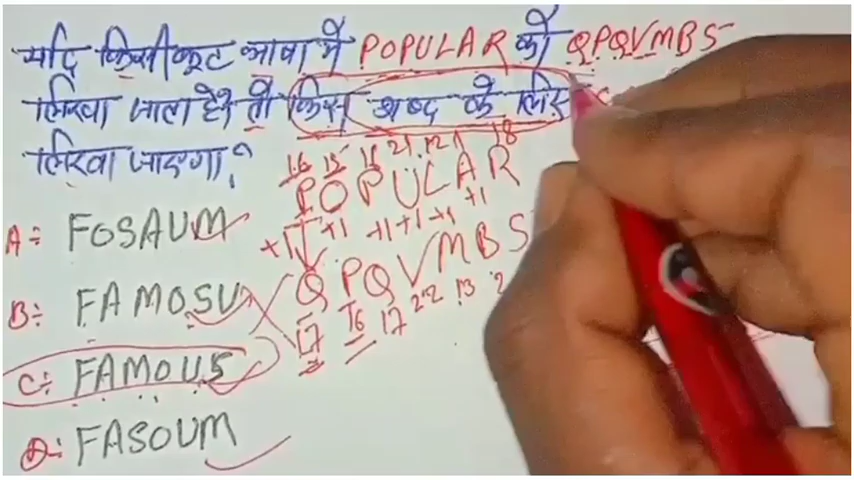 यदि किसी कूट भाषा में POPULAR को QPQVMBS
लिखा जाता है? तो किस शब्द के लिए
लिखा जाएगा?
16 15 16 21 12 1 18
POPULAR
+1 +1 +1 +1 +1 +1
QPQVMBS
17 16 17 22 13 2
A:- FOSAUM
B:- FAMOSU
C:- FAMOUS
D:- FASOUM